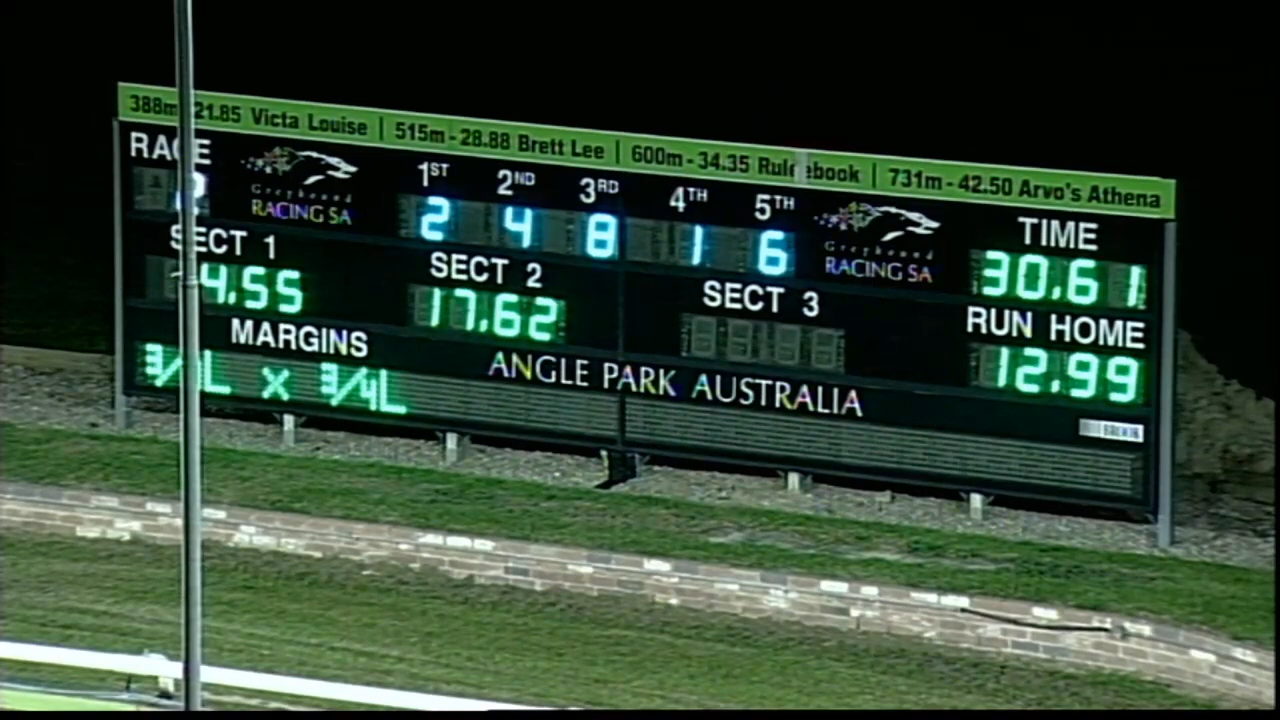 388m 21.85 Victa Louise | 515m - 28.88 Brett Lee | 600m - 34.35 Rulebook | 731m - 42.50 Arvo's Athena
RACE
Greyhound
RACING SA
1ST 2ND 3RD 4TH 5TH
2 4 8 1 6
Greyhound
RACING SA
TIME
30.61
SECT 1
4.55
SECT 2
17.62
SECT 3
RUN HOME
12.99
MARGINS
3/4L x 3/4L
ANGLE PARK AUSTRALIA